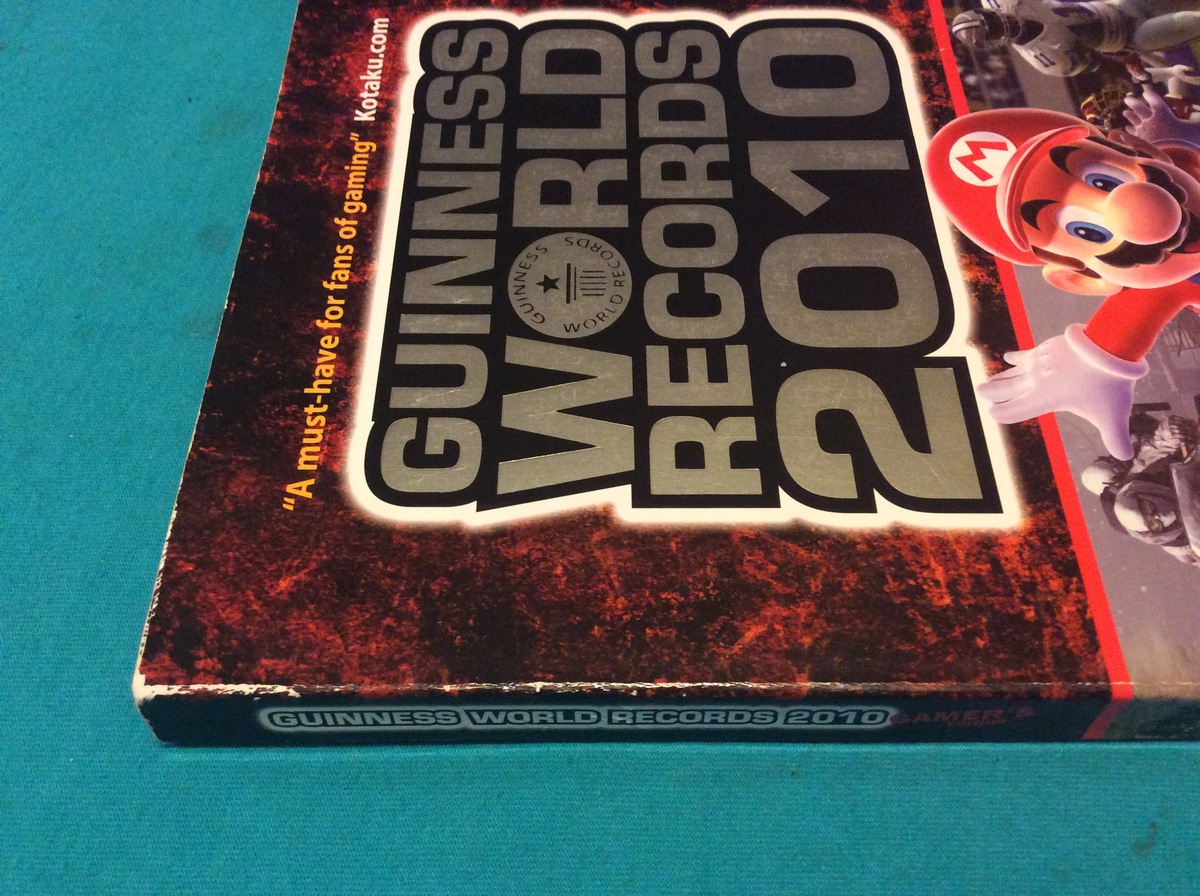 "A must-have for fans of gaming" Kotaku.com
GUINNESS
WORLD
RECORDS
2010
GUINNESS
WORLD RECORDS
M
GUINNESS WORLD RECORDS 2010 GAMER'S